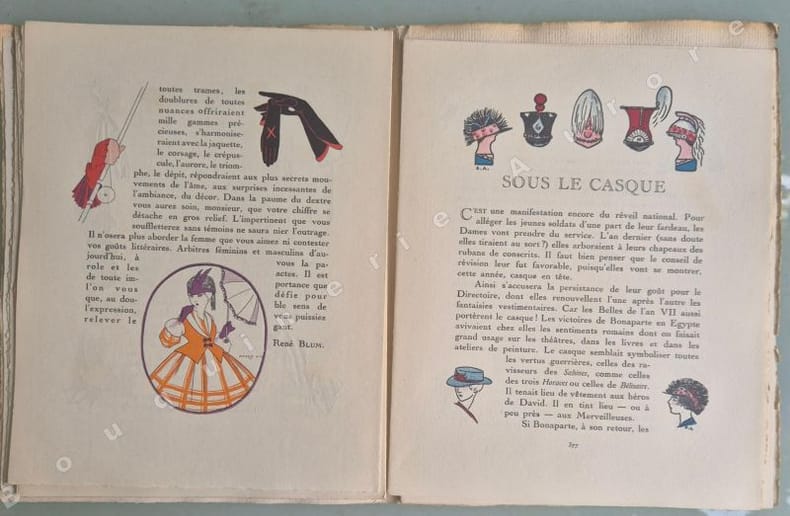 toutes trames, les
doublures de toutes
nuances offriraient
mille gammes pré-
cieuses, s'harmonise-
raient avec la jaquette,
le corsage, le crépus-
cule, l'aurore, le triom-
phe, le dépit, répondraient aux plus secrets mou-
vements de l'âme, aux surprises incessantes de
l'ambiance, du décor. Dans la paume du dextre
vous aurez soin, monsieur, que votre chiffre se
détache en gros relief. L'impertinent que vous
souffletterez sans témoins ne saura nier l'outrage.
Il n'osera plus aborder la femme que vous aimez ni contester
vos goûts littéraires. Arbitres féminins et masculins d'au-
jourd'hui, à vous la pa-
role et les actes. Il est
de toute im- portance que
l'on vous défie pour
que, au dou- ble sens de
l'expression, vous puissiez
relever le gant.
René Blum.
S.A.
SOUS LE CASQUE
C'EST une manifestation encore du réveil national. Pour
alléger les jeunes soldats d'une part de leur fardeau, les
Dames vont prendre du service. L'an dernier (sans doute
elles tiraient au sort ?) elles arboraient à leurs chapeaux des
rubans de conscrits. Il faut bien penser que le conseil de
révision leur fut favorable, puisqu'elles vont se montrer,
cette année, casque en tête.
Ainsi s'accusera la persistance de leur goût pour le
Directoire, dont elles renouvellent l'une après l'autre les
fantaisies vestimentaires. Car les Belles de l'an VII aussi
portèrent le casque ! Les victoires de Bonaparte en Egypte
avivaient chez elles les sentiments romains dont on faisait
grand usage sur les théâtres, dans les livres et dans les
ateliers de peinture. Le casque semblait symboliser toutes
les vertus guerrières, celles des ra-
visseurs des Sabines, comme celles
des trois Horaces ou celles de Bélisaire.
Il tenait lieu de vêtement aux héros
de David. Il en tint lieu — ou à
peu près — aux Merveilleuses.
Si Bonaparte, à son retour, les
377
Bouquinerie Aurore